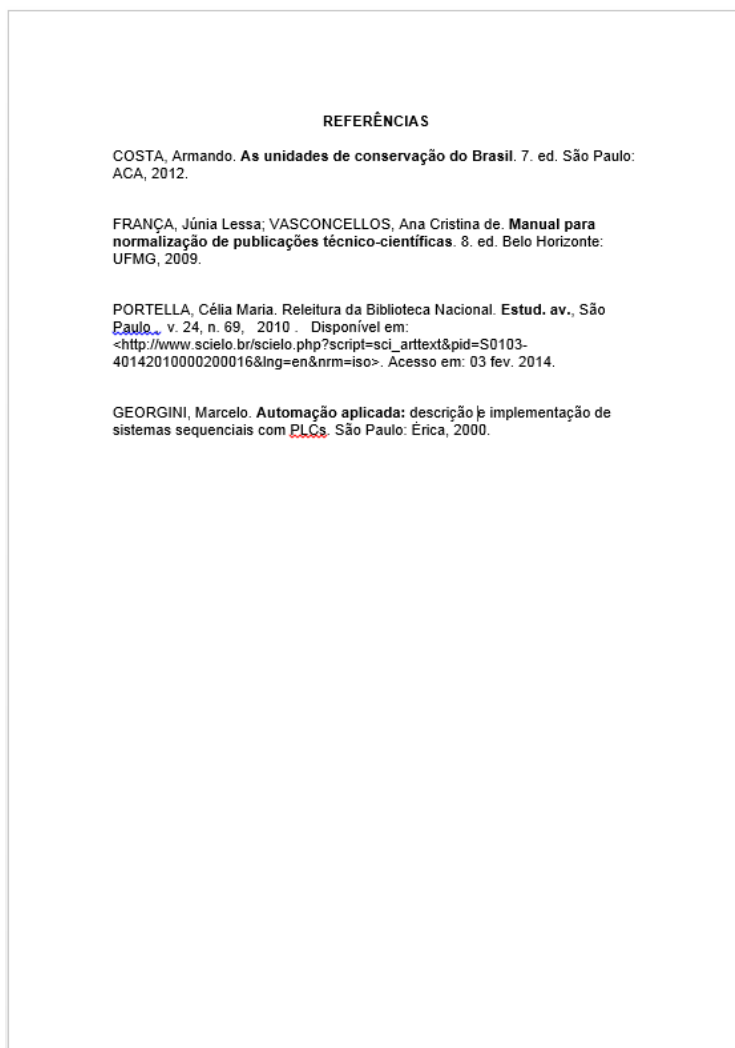 REFERÊNCIAS
COSTA, Armando. As unidades de conservação do Brasil. 7. ed. São Paulo:
ACA, 2012.
FRANÇA, Júnia Lessa; VASCONCELLOS, Ana Cristina de. Manual para
normalização de publicações técnico-científicas. 8. ed. Belo Horizonte:
UFMG, 2009.
PORTELLA, Célia Maria. Releitura da Biblioteca Nacional. Estud. av., São
Paulo , v. 24, n. 69, 2010 . Disponível em:
<http://www.scielo.br/scielo.php?script=sci_arttext&pid=S0103-
40142010000200016&lng=en&nrm=iso>. Acesso em: 03 fev. 2014.
GEORGINI, Marcelo. Automação aplicada: descrição e implementação de
sistemas sequenciais com PLCs. São Paulo: Érica, 2000.